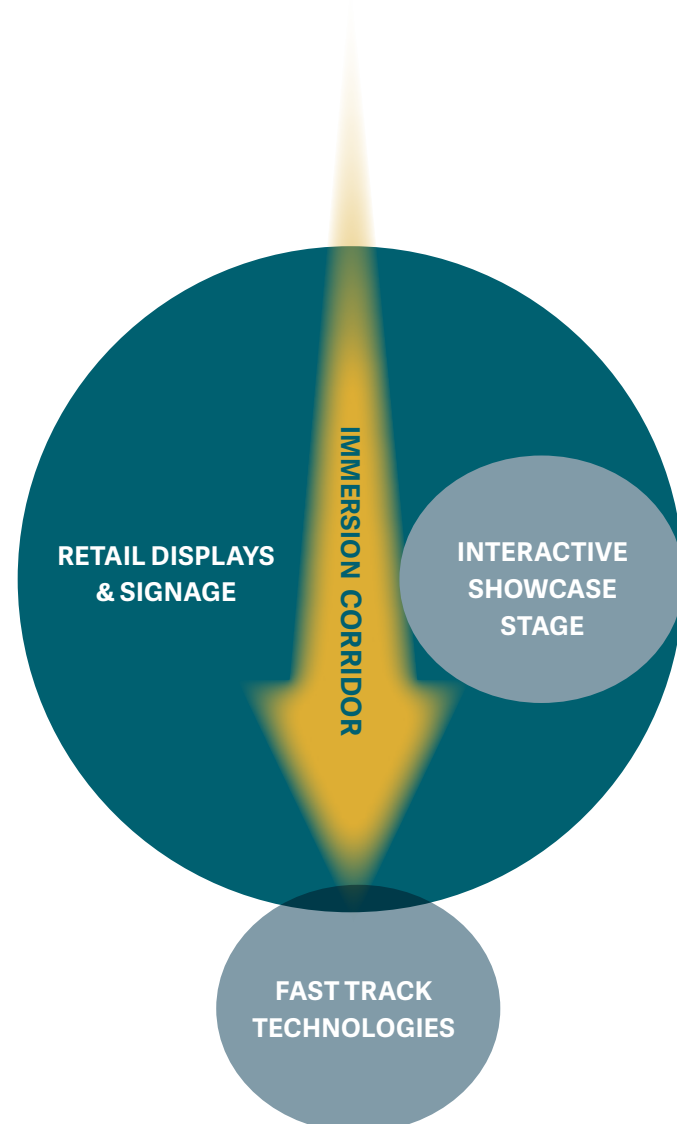 IMMERSION CORRIDOR
RETAIL DISPLAYS
& SIGNAGE
INTERACTIVE
SHOWCASE
STAGE
FAST TRACK
TECHNOLOGIES